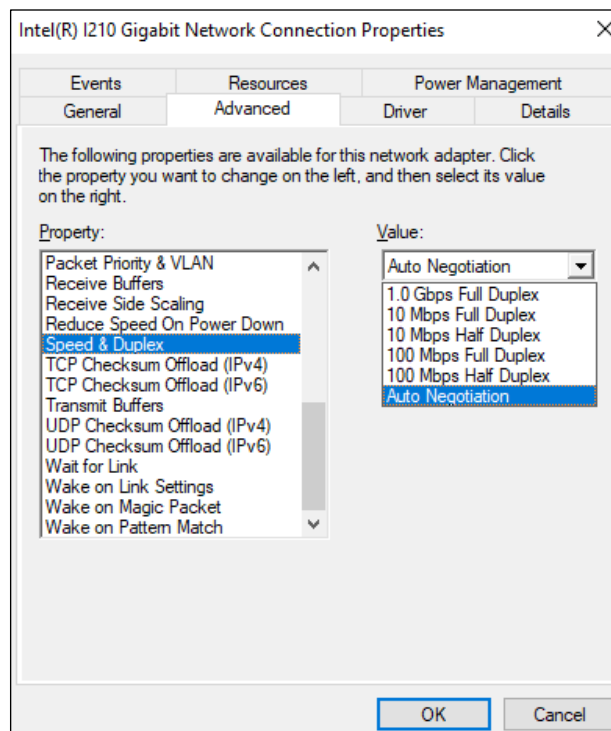 Intel(R) I210 Gigabit Network Connection Properties
Events Resources Power Management
General Advanced Driver Details
The following properties are available for this network adapter. Click
the property you want to change on the left, and then select its value
on the right.
Property:
Packet Priority & VLAN
Receive Buffers
Receive Side Scaling
Reduce Speed On Power Down
Speed & Duplex
TCP Checksum Offload (IPv4)
TCP Checksum Offload (IPv6)
Transmit Buffers
UDP Checksum Offload (IPv4)
UDP Checksum Offload (IPv6)
Wait for Link
Wake on Link Settings
Wake on Magic Packet
Wake on Pattern Match
Value:
Auto Negotiation
1.0 Gbps Full Duplex
10 Mbps Full Duplex
10 Mbps Half Duplex
100 Mbps Full Duplex
100 Mbps Half Duplex
Auto Negotiation
OK Cancel